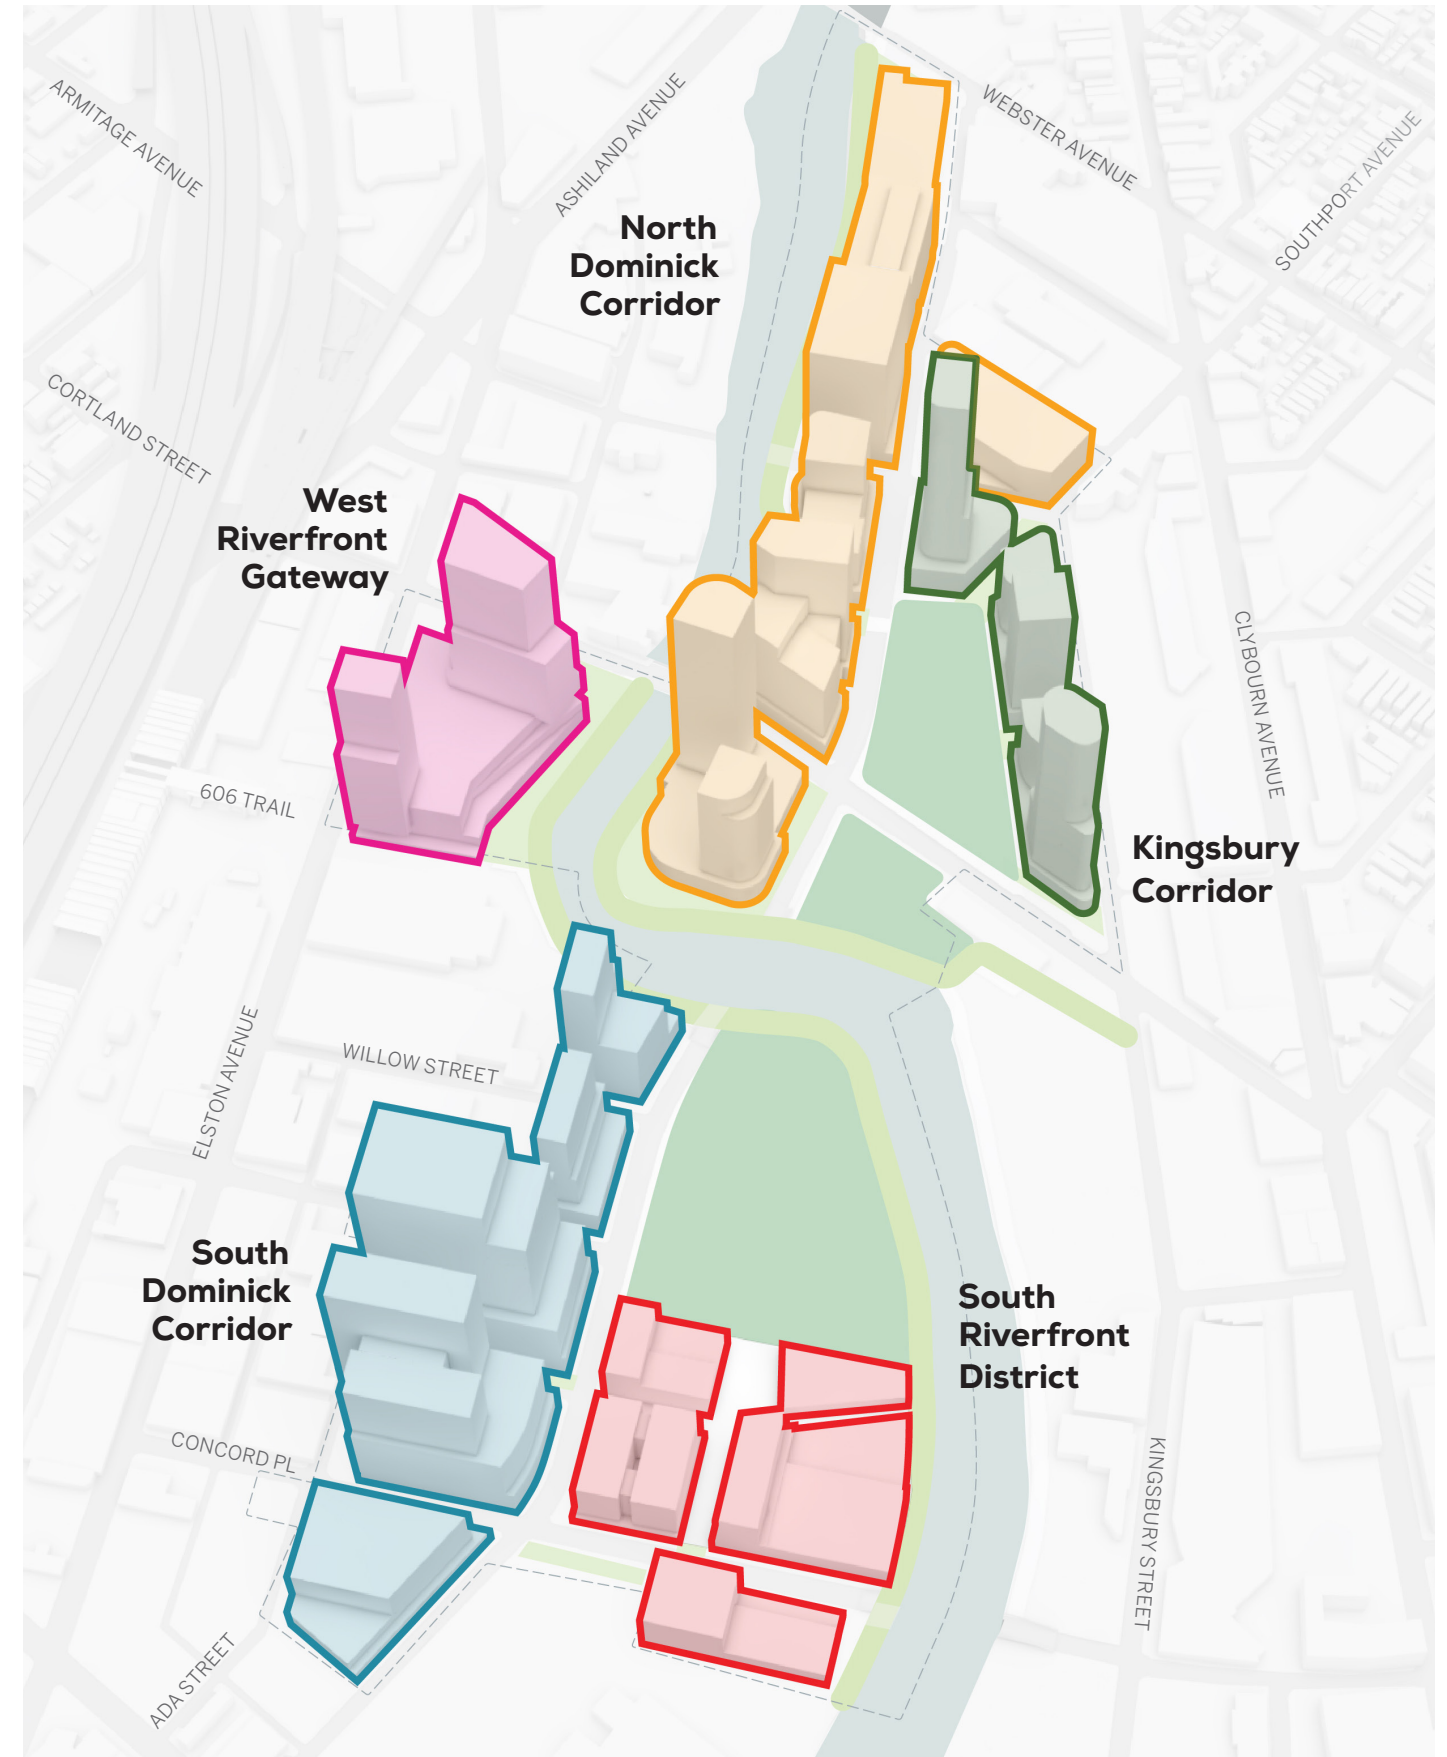 ARMITAGE AVENUE
ASHILAND AVENUE
WEBSTER AVENUE
SOUTHPORT AVENUE
North
Dominick
Corridor
CORTLAND STREET
West
Riverfront
Gateway
CLYBOURN AVENUE
606 TRAIL
Kingsbury
Corridor
ELSTON AVENUE
WILLOW STREET
South
Dominick
Corridor
South
Riverfront
District
CONCORD PL
KINGSBURY STREET
ADA STREET